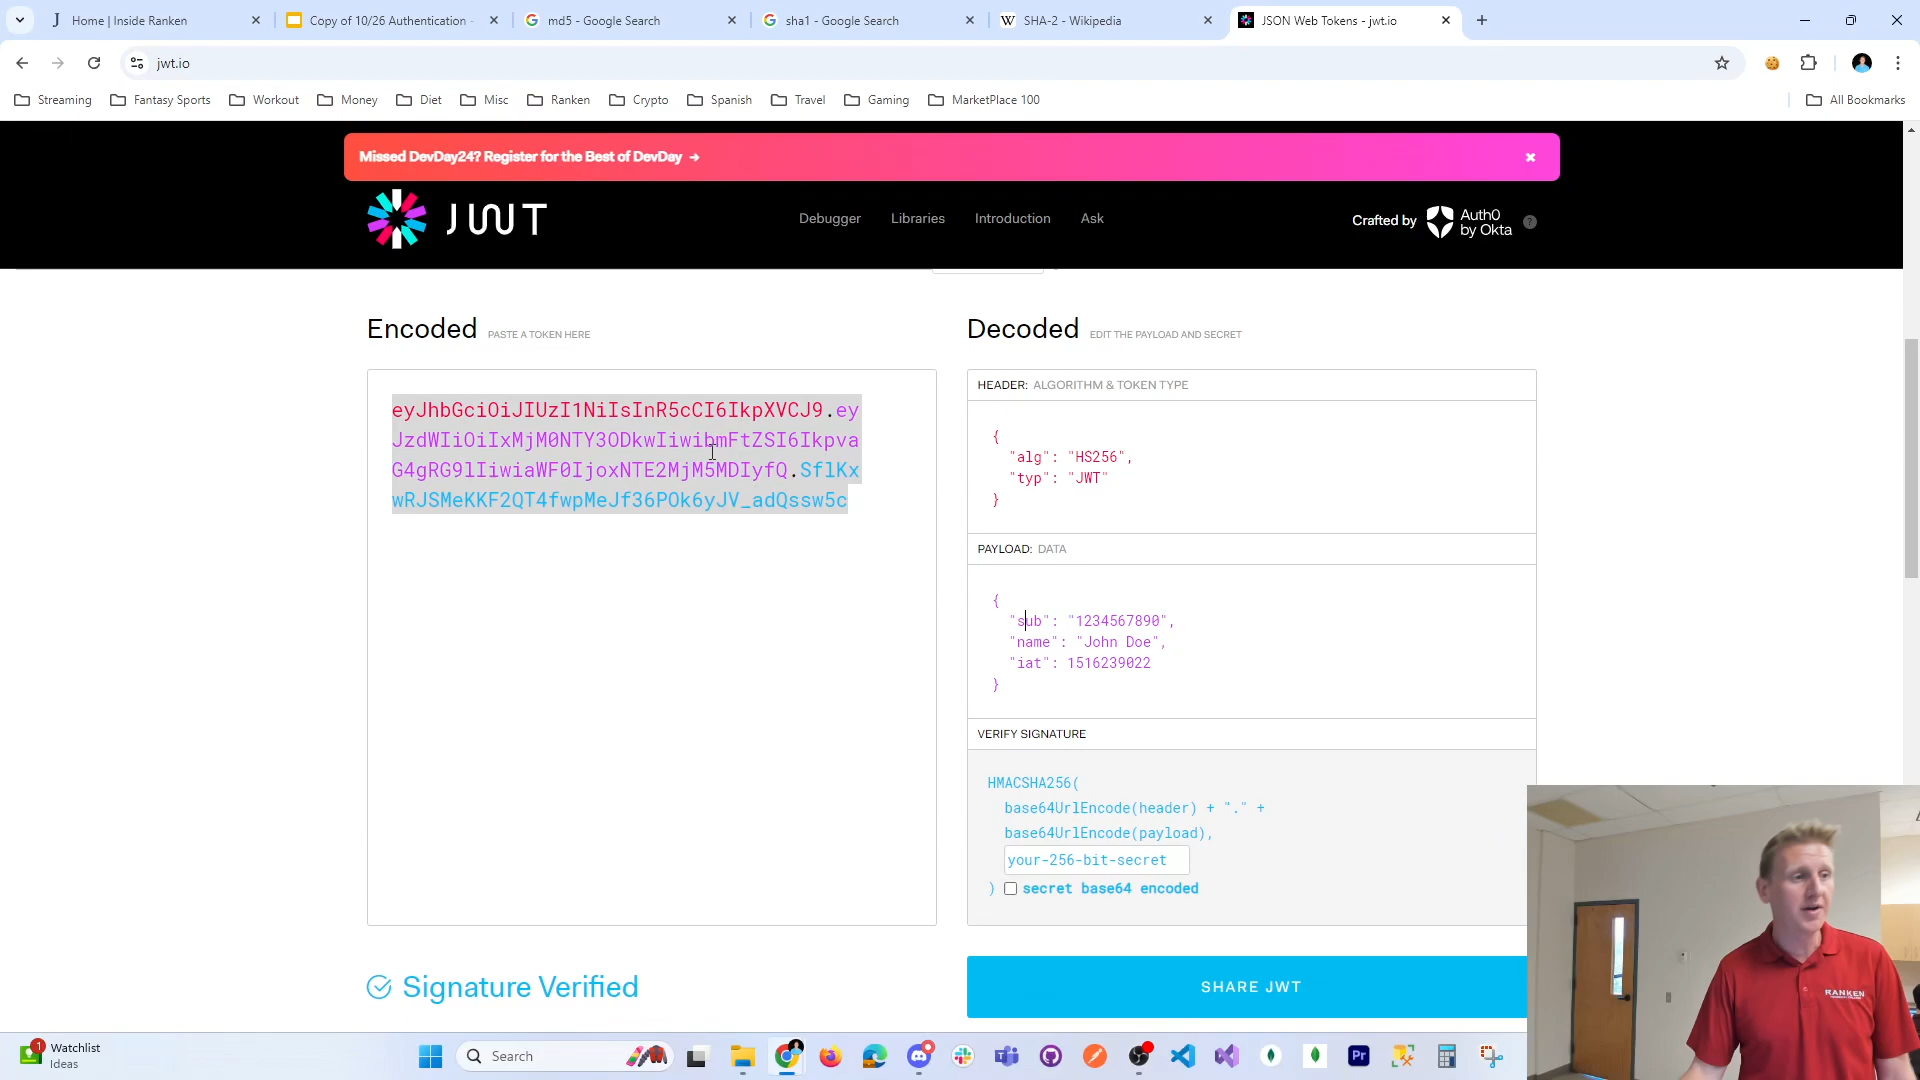 Home | Inside Ranken
Copy of 10/26 Authentication -
md5 - Google Search
sha1 - Google Search
SHA-2 - Wikipedia
JSON Web Tokens - jwt.io
jwt.io
Streaming
Fantasy Sports
Workout
Money
Diet
Misc
Ranken
Crypto
Spanish
Travel
Gaming
MarketPlace 100
All Bookmarks
Missed DevDay24? Register for the Best of DevDay
JWT
Debugger
Libraries
Introduction
Ask
Crafted by
Auth0
by Okta
Encoded PASTE A TOKEN HERE
eyJhbGciOiJIUzI1NiIsInR5cCI6IkpXVCJ9.ey
JzdWIiOiIxMjM0NTY3ODkwIiwibmFtZSI6Ikpva
G4gRG9lIiwiaWF0IjoxNTE2MjM5MDIyfQ.SflKx
wRJSMeKKF2QT4fwpMeJf36POk6yJV_adQssw5c
Signature Verified
Decoded EDIT THE PAYLOAD AND SECRET
HEADER: ALGORITHM & TOKEN TYPE
{
"alg": "HS256",
"typ": "JWT"
}
PAYLOAD: DATA
{
"sub": "1234567890",
"name": "John Doe",
"iat": 1516239022
}
VERIFY SIGNATURE
HMACSHA256(
base64UrlEncode(header) + "." +
base64UrlEncode(payload),
your-256-bit-secret
) secret base64 encoded
SHARE JWT
RANKEN
1
Watchlist
Ideas
Search
Pr